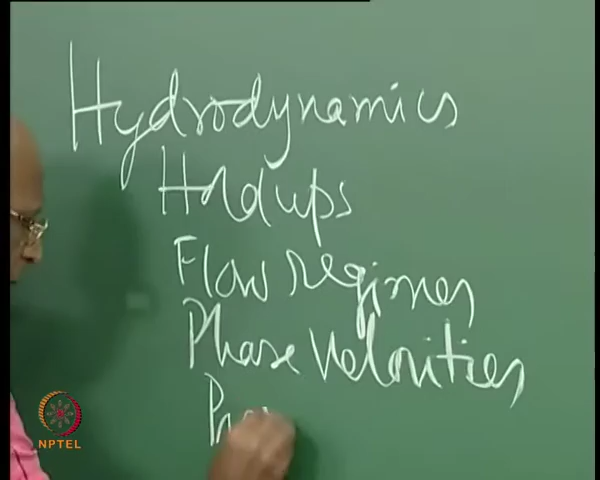 Hydrodynamics
Holdups
Flow regimes
Phase Velocities
NPTEL